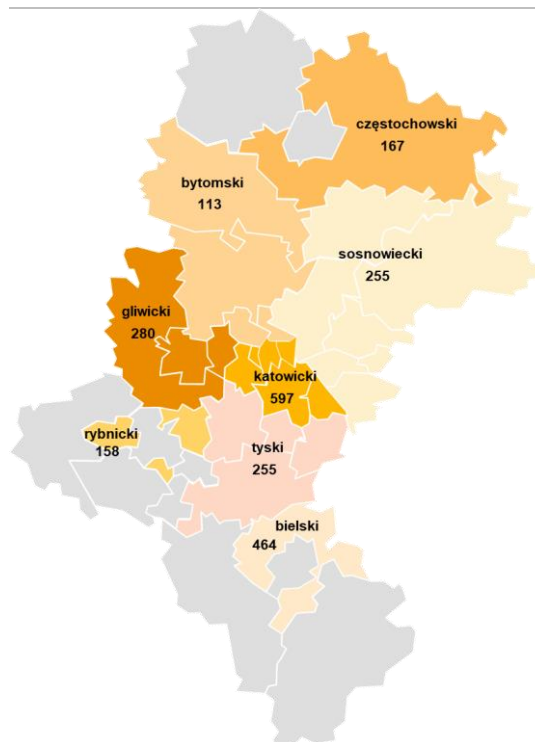 częstochowski
167
bytomski
113
sosnowiecki
255
gliwicki
280
katowicki
597
rybnicki
158
tyski
255
bielski
464